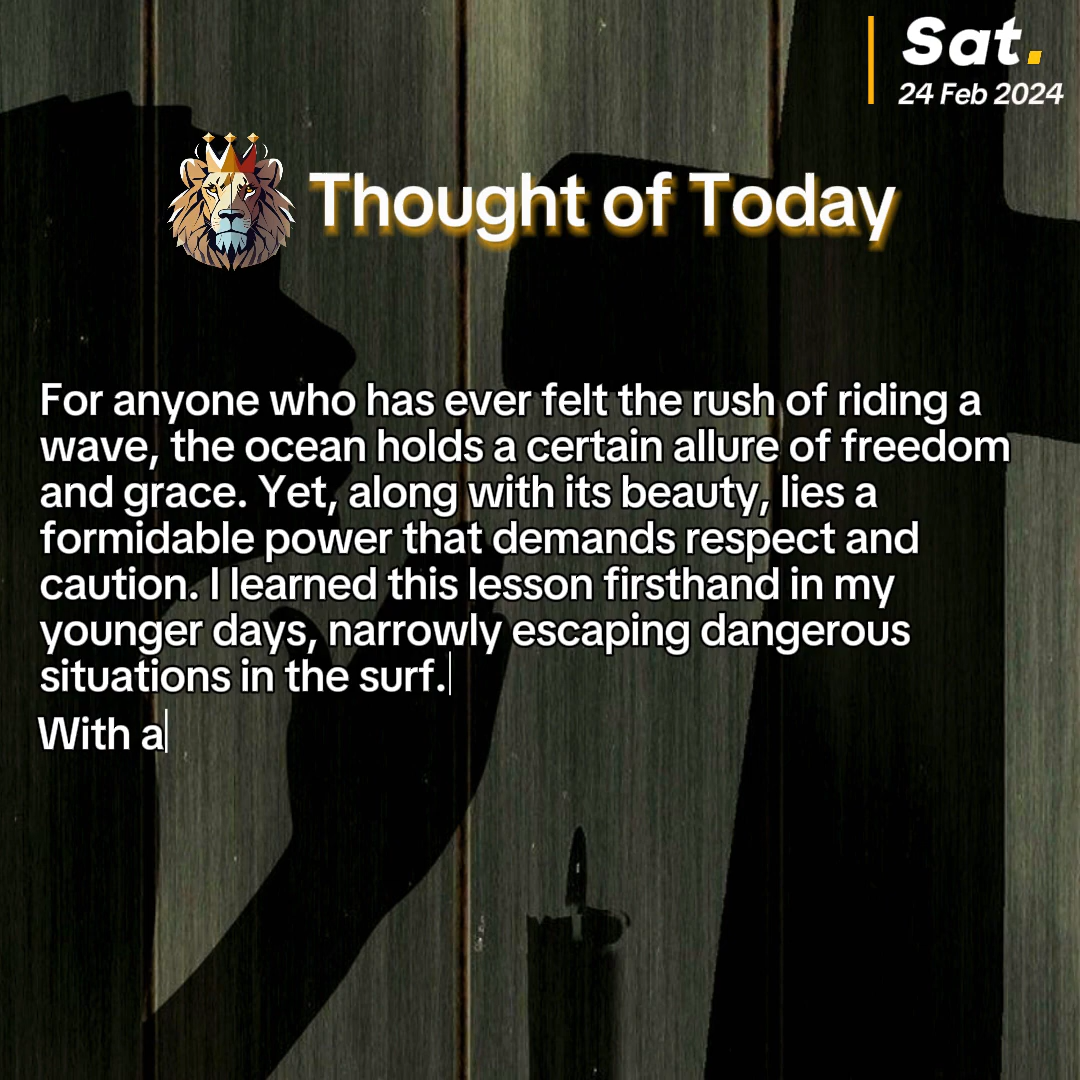 Sat.
24 Feb 2024
Thought of Today
For anyone who has ever felt the rush of riding a
wave, the ocean holds a certain allure of freedom
and grace. Yet, along with its beauty, lies a
formidable power that demands respect and
caution. I learned this lesson firsthand in my
younger days, narrowly escaping dangerous
situations in the surf.
With a